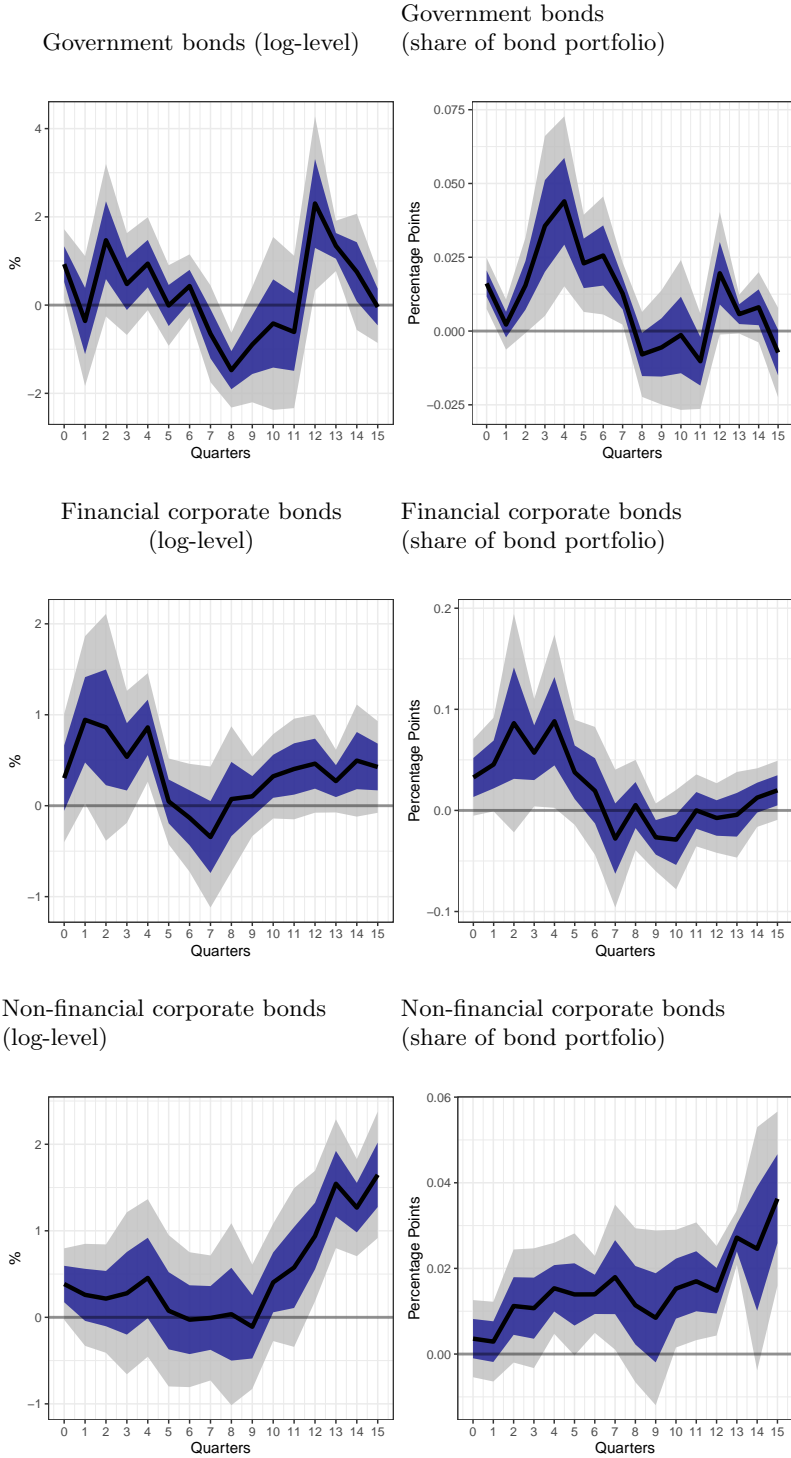 Government bonds (log-level)
Government bonds
(share of bond portfolio)
%
4
2
0
−2
0 1 2 3 4 5 6 7 8 9 10 11 12 13 14 15
Quarters
Percentage Points
0.075
0.050
0.025
0.000
−0.025
0 1 2 3 4 5 6 7 8 9 10 11 12 13 14 15
Quarters
Financial corporate bonds
(log-level)
Financial corporate bonds
(share of bond portfolio)
%
2
1
0
−1
0 1 2 3 4 5 6 7 8 9 10 11 12 13 14 15
Quarters
Percentage Points
0.2
0.1
0.0
−0.1
0 1 2 3 4 5 6 7 8 9 10 11 12 13 14 15
Quarters
Non-financial corporate bonds
(log-level)
Non-financial corporate bonds
(share of bond portfolio)
%
2
1
0
−1
0 1 2 3 4 5 6 7 8 9 10 11 12 13 14 15
Quarters
Percentage Points
0.06
0.04
0.02
0.00
0 1 2 3 4 5 6 7 8 9 10 11 12 13 14 15
Quarters